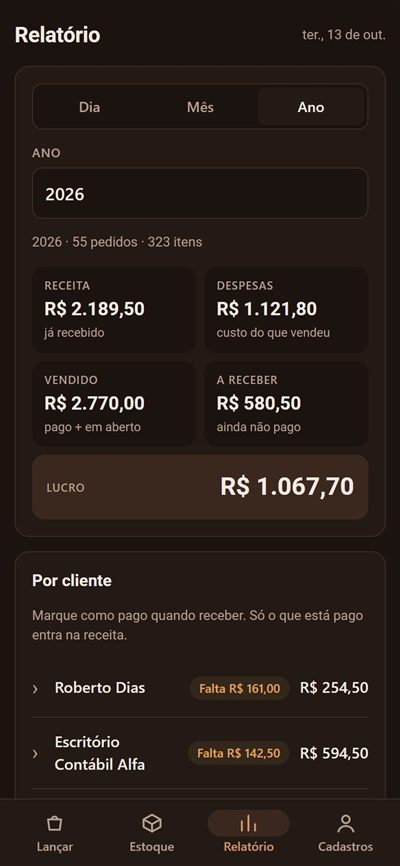 Relatório
ter., 13 de out.
Dia
Mês
Ano
ANO
2026
2026 · 55 pedidos · 323 itens
RECEITA
R$ 2.189,50
já recebido
DESPESAS
R$ 1.121,80
custo do que vendeu
VENDIDO
R$ 2.770,00
pago + em aberto
A RECEBER
R$ 580,50
ainda não pago
LUCRO
R$ 1.067,70
Por cliente
Marque como pago quando receber. Só o que está pago
entra na receita.
› Roberto Dias
Falta R$ 161,00
R$ 254,50
› Escritório
Contábil Alfa
Falta R$ 142,50
R$ 594,50
Lançar
Estoque
Relatório
Cadastros